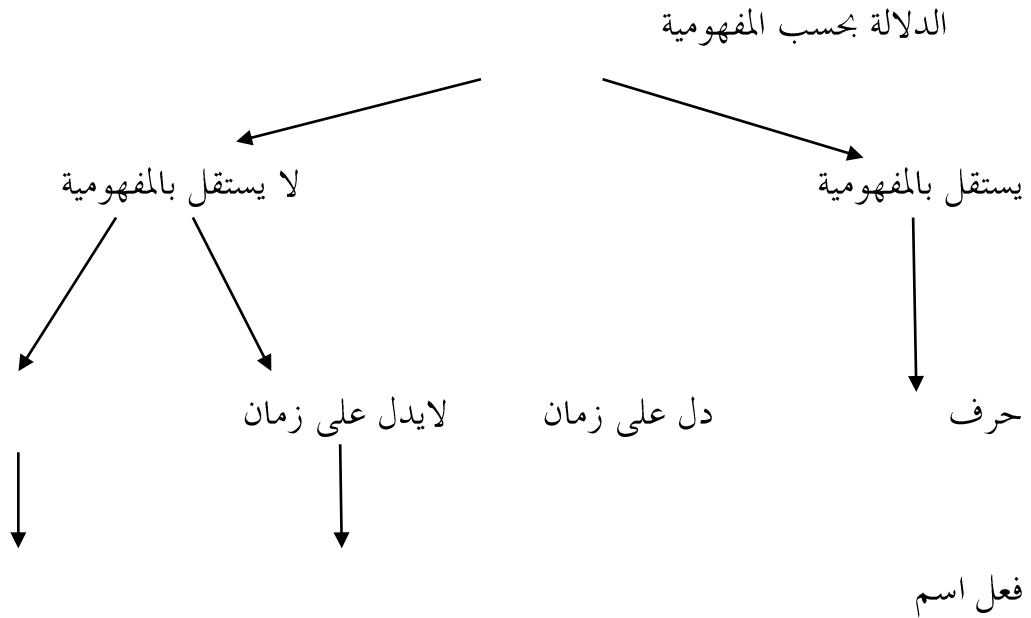 الدلالة بحسب المفهومية
يستقل بالمفهومية لا يستقل بالمفهومية
حرف دل على زمان لايدل على زمان
فعل اسم